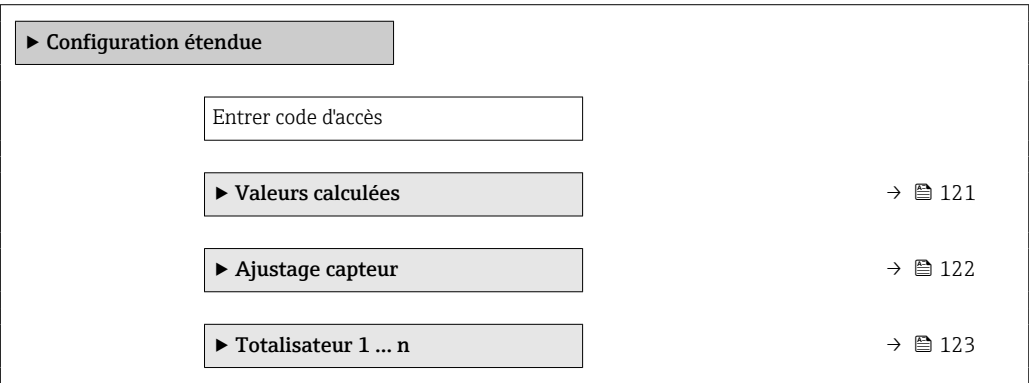 ▶ Configuration étendue
Entrer code d'accès
▶ Valeurs calculées → 121
▶ Ajustage capteur → 122
▶ Totalisateur 1 … n → 123